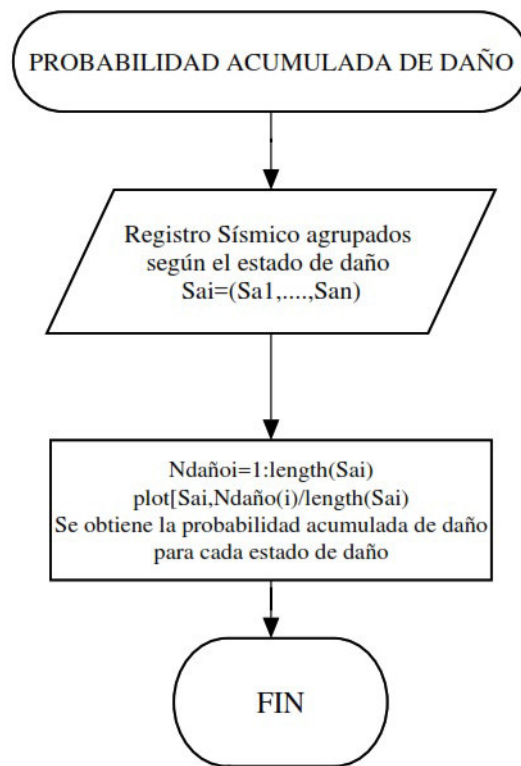 PROBABILIDAD ACUMULADA DE DAÑO
Registro Sísmico agrupados
según el estado de daño
Sai=(Sa1,....,San)
Ndañoi=1:length(Sai)
plot[Sai,Ndaño(i)/length(Sai)
Se obtiene la probabilidad acumulada de daño
para cada estado de daño
FIN